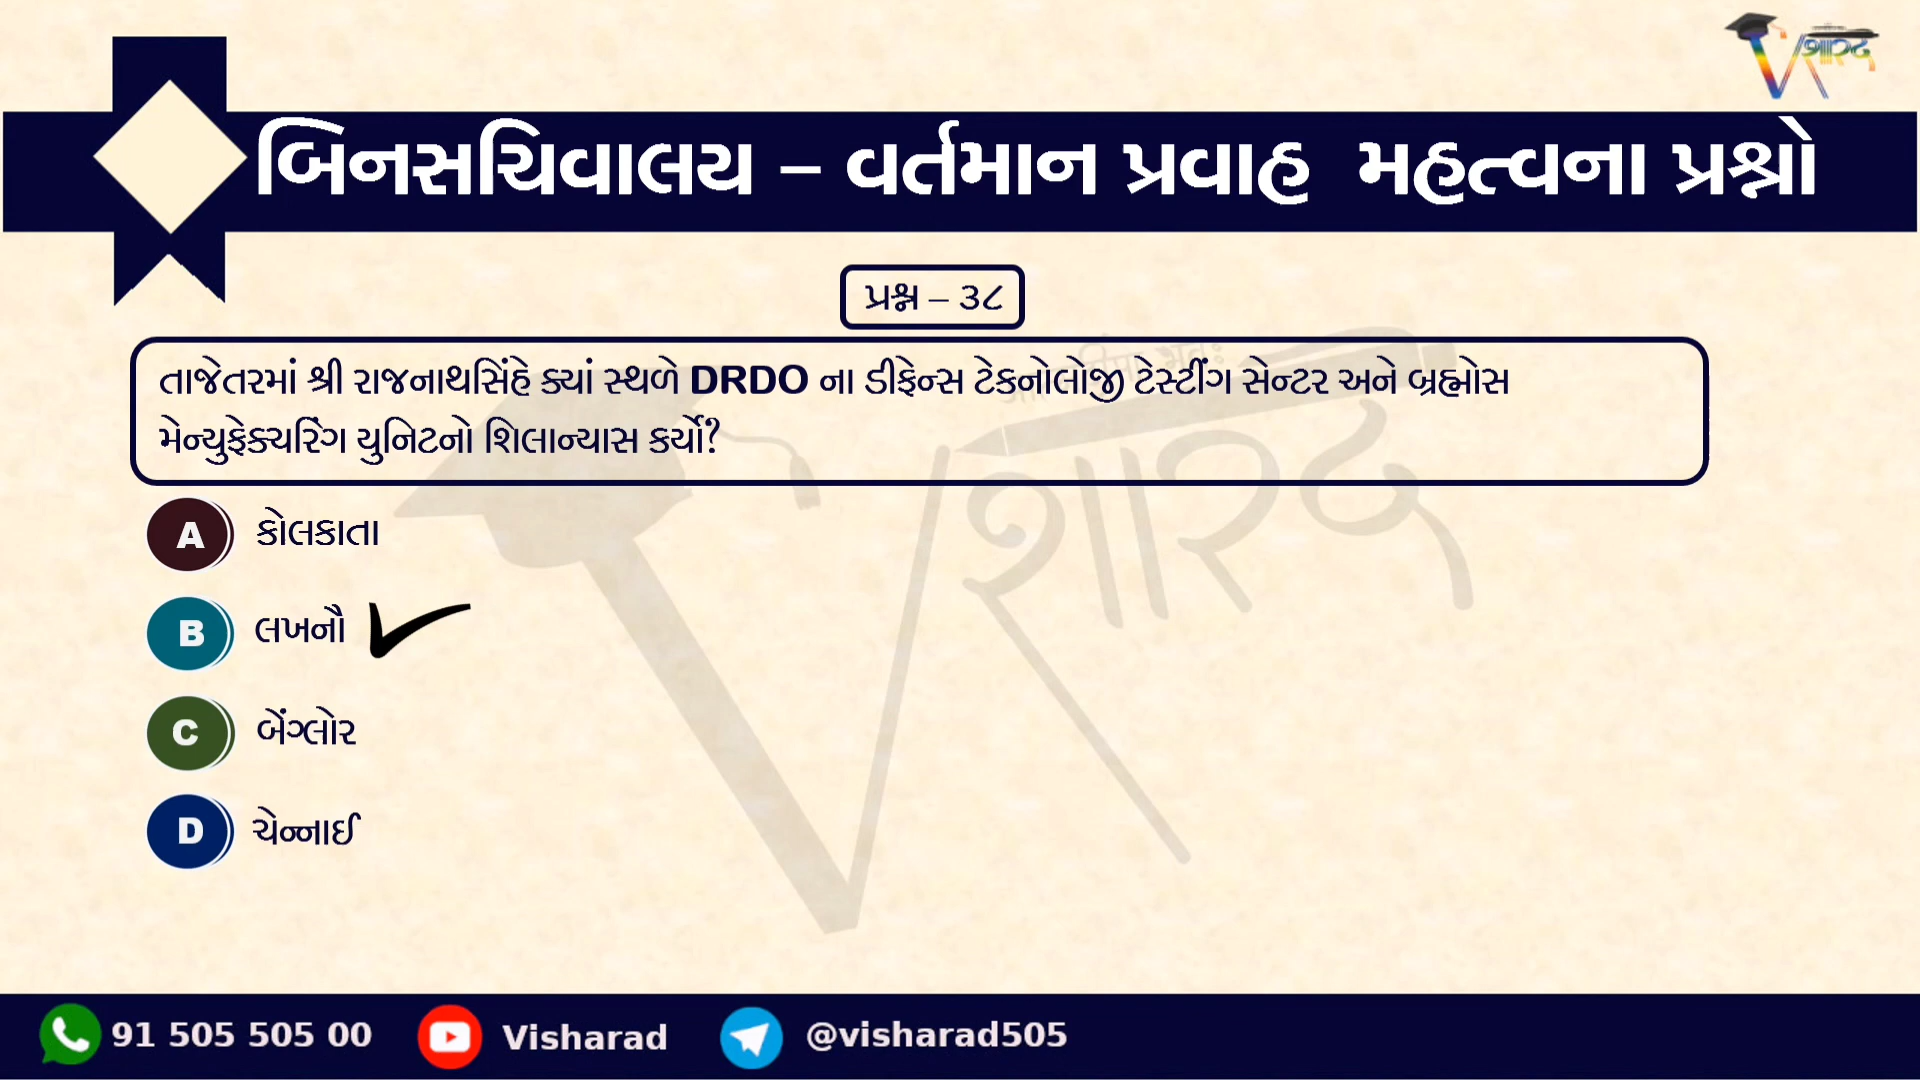 વિશારદ
બિનસચિવાલય – વર્તમાન પ્રવાહ મહત્વના પ્રશ્નો
પ્રશ્ન – ૩૮
તાજેતરમાં શ્રી રાજનાથસિંહે ક્યાં સ્થળે DRDO ના ડીફેન્સ ટેકનોલોજી ટેસ્ટીંગ સેન્ટર અને બ્રહ્મોસ
મેન્યુફેક્ચરિંગ યુનિટનો શિલાન્યાસ કર્યો?
A કોલકાતા
B લખનૌ
C બેંગ્લોર
D ચેન્નાઈ
91 505 505 00 Visharad @visharad505